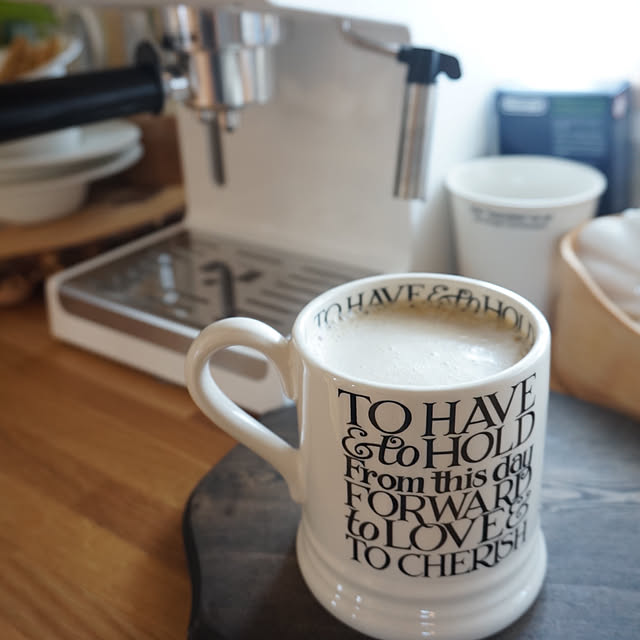 TO HAVE & to HOLD
TO HAVE
& to HOLD
From this day
FORWARD
to LOVE &
TO CHERISH